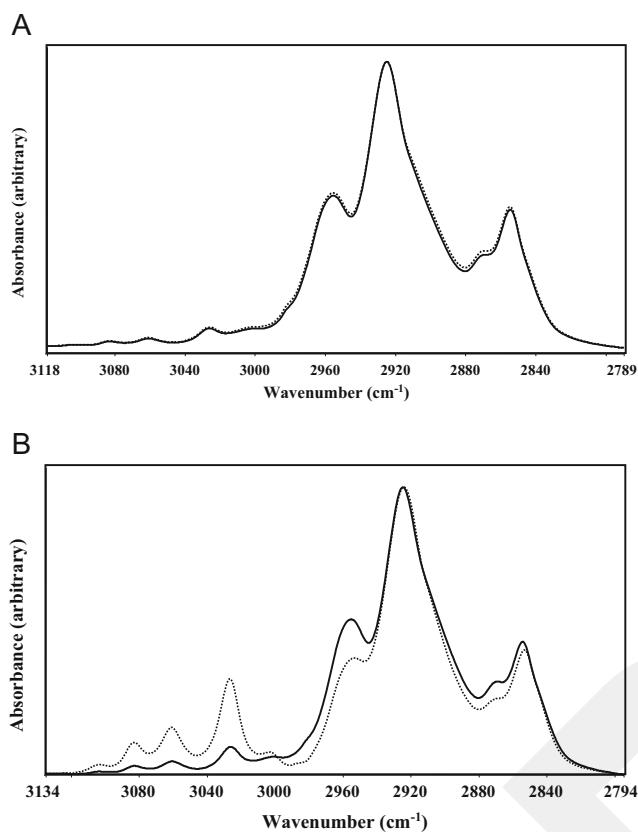 A
Absorbance (arbitrary)
3118 3080 3040 3000 2960 2920 2880 2840 2789
Wavenumber (cm-1)
B
Absorbance (arbitrary)
3134 3080 3040 3000 2960 2920 2880 2840 2794
Wavenumber (cm-1)